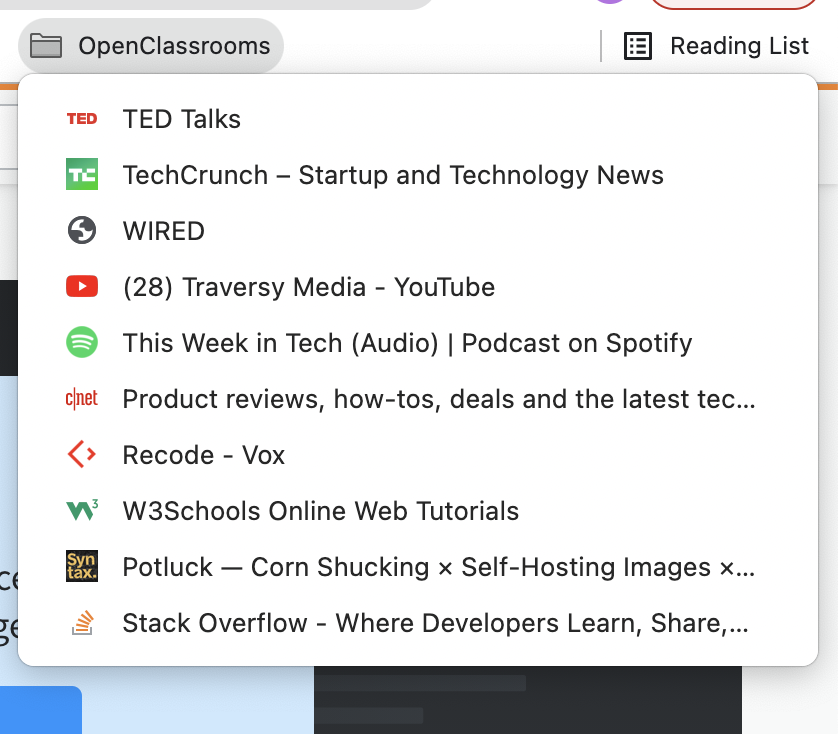 OpenClassrooms
Reading List
TED TED Talks
TC TechCrunch – Startup and Technology News
WIRED
(28) Traversy Media - YouTube
This Week in Tech (Audio) | Podcast on Spotify
c|net Product reviews, how-tos, deals and the latest tec...
Recode - Vox
W3 W3Schools Online Web Tutorials
Syntax. Potluck — Corn Shucking × Self-Hosting Images ×...
Stack Overflow - Where Developers Learn, Share,...